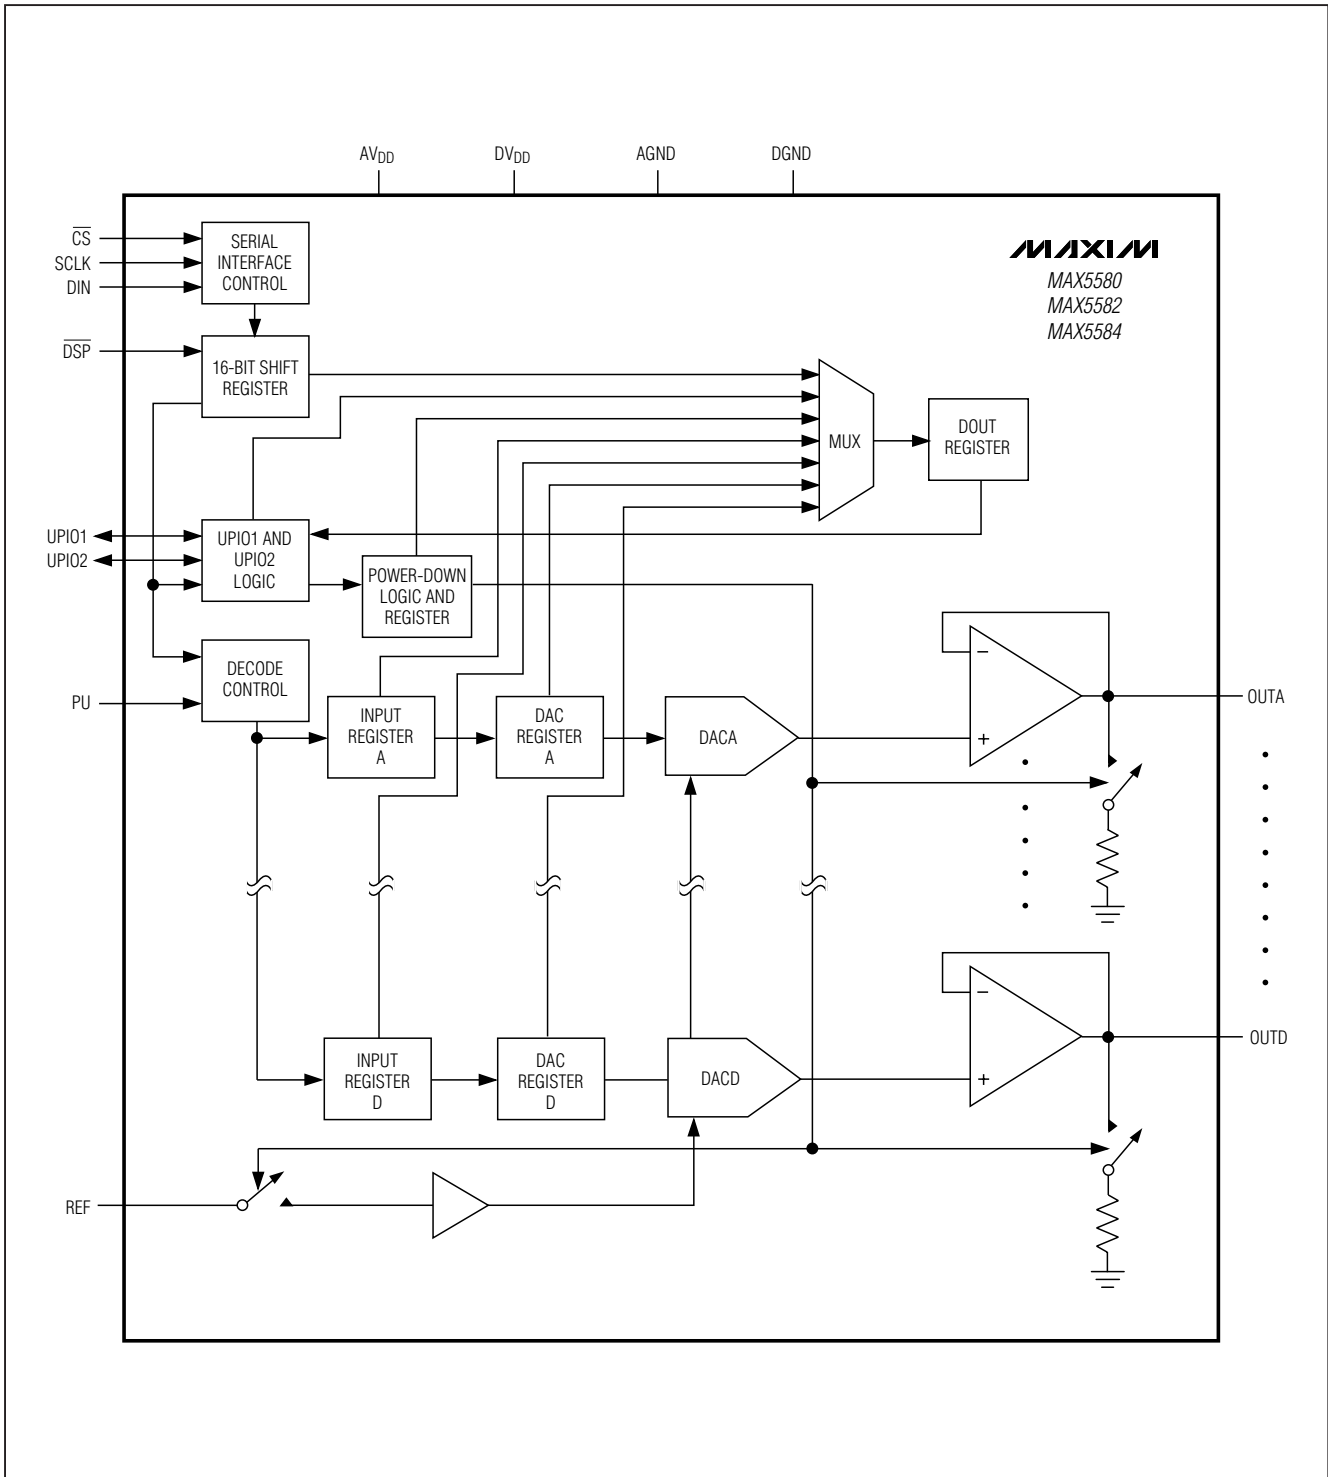 AVDD
DVDD
AGND
DGND
CS
SCLK
DIN
SERIAL
INTERFACE
CONTROL
MAXIM
MAX5580
MAX5582
MAX5584
DSP
16-BIT SHIFT
REGISTER
MUX
DOUT
REGISTER
UPIO1
UPIO2
UPIO1 AND
UPIO2
LOGIC
POWER-DOWN
LOGIC AND
REGISTER
DECODE
CONTROL
PU
INPUT
REGISTER
A
DAC
REGISTER
A
DACA
−
+
OUTA
INPUT
REGISTER
D
DAC
REGISTER
D
DACD
−
+
OUTD
REF